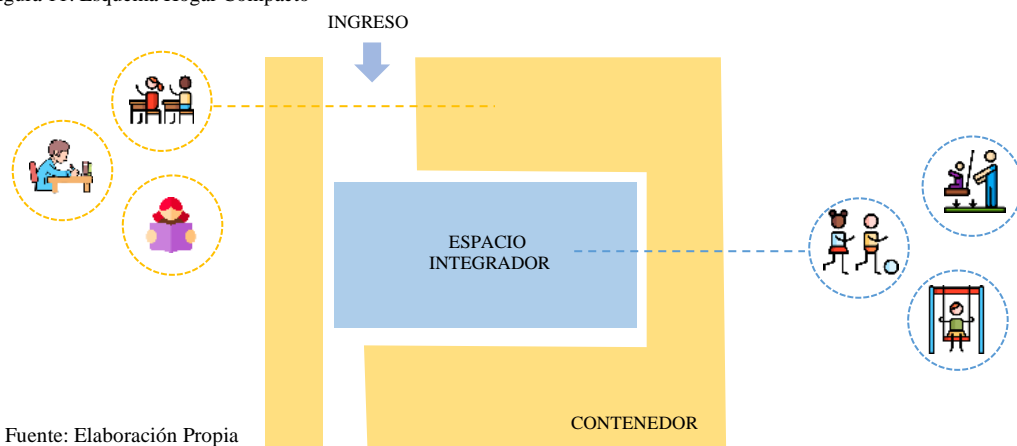 INGRESO
ESPACIO
INTEGRADOR
CONTENEDOR
Fuente: Elaboración Propia